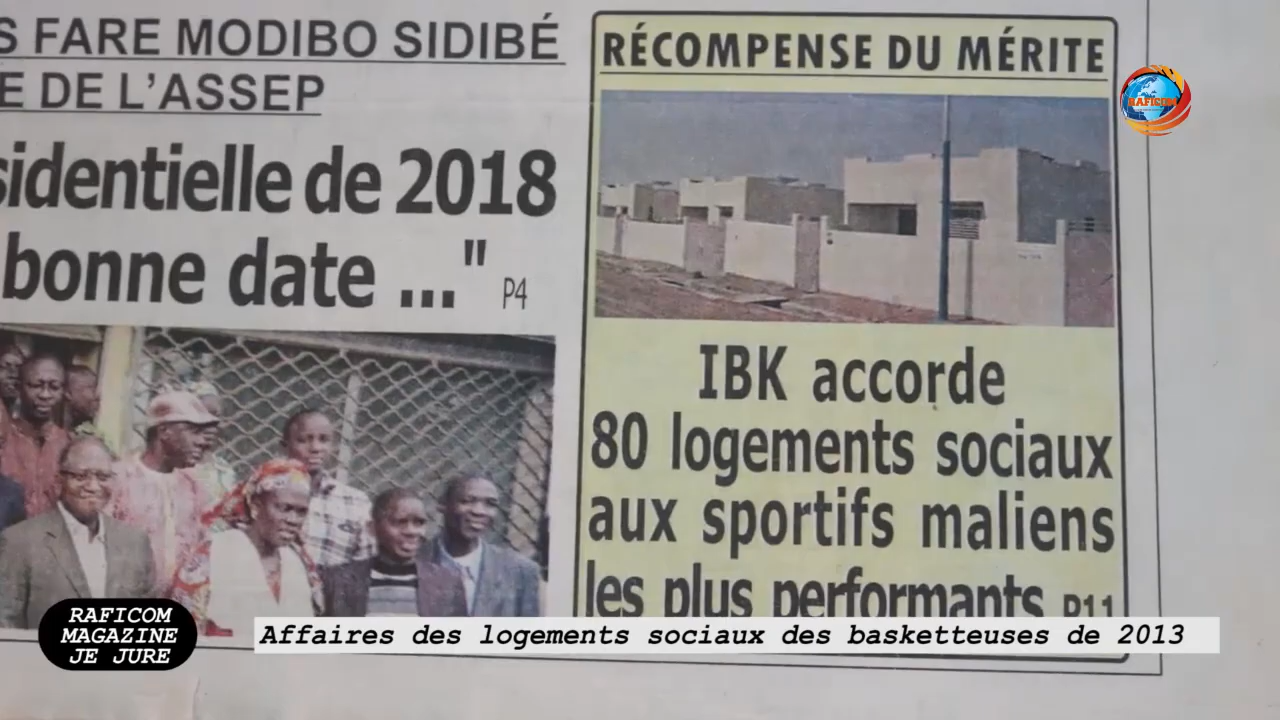 S FARE MODIBO SIDIBÉ
E DE L'ASSEP
sidentielle de 2018
bonne date ..." P4
RÉCOMPENSE DU MÉRITE
RAFICOM
IBK accorde
80 logements sociaux
aux sportifs maliens
les plus performants P11
RAFICOM
MAGAZINE
JE JURE
Affaires des logements sociaux des basketteuses de 2013